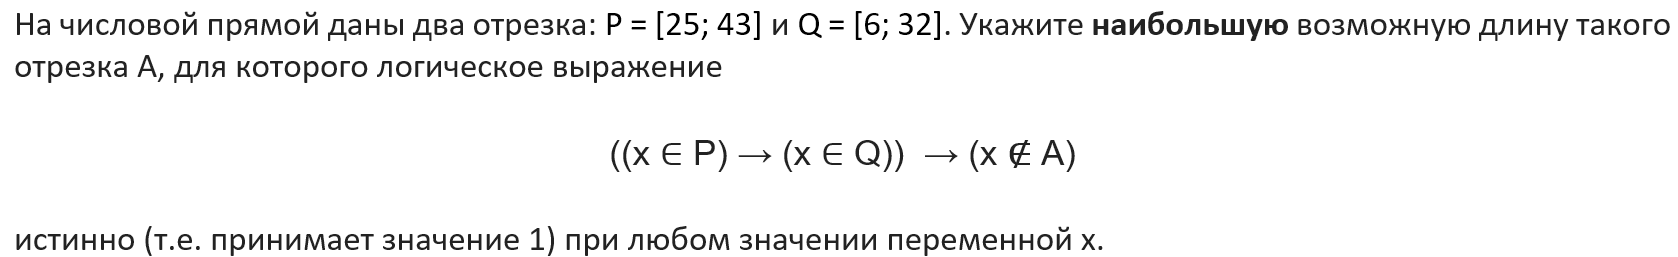 На числовой прямой даны два отрезка: P = [25; 43] и Q = [6; 32]. Укажите наибольшую возможную длину такого
отрезка A, для которого логическое выражение
((x ∈ P) → (x ∈ Q)) → (x ∉ A)
истинно (т.е. принимает значение 1) при любом значении переменной x.